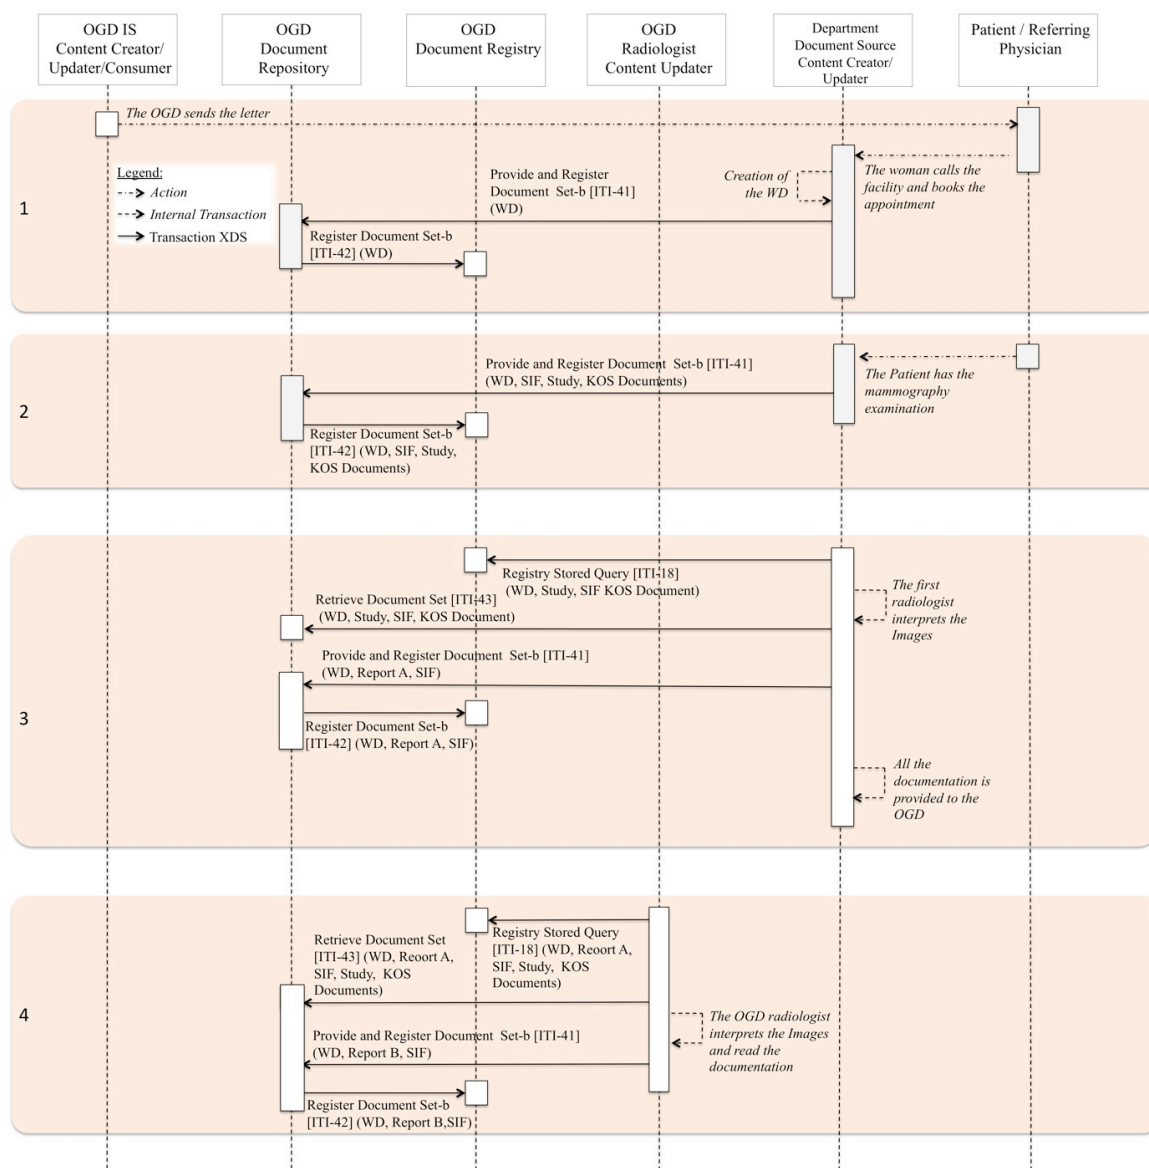 OGD IS
Content Creator/
Updater/Consumer
OGD
Document
Repository
OGD
Document Registry
OGD
Radiologist
Content Updater
Department
Document Source
Content Creator/
Updater
Patient / Referring
Physician
1
The OGD sends the letter
Legend:
Action
Internal Transaction
Transaction XDS
The woman calls the
facility and books the
appointment
Creation of
the WD
Provide and Register
Document Set-b [ITI-41]
(WD)
Register Document Set-b
[ITI-42] (WD)
2
The Patient has the
mammography
examination
Provide and Register Document Set-b [ITI-41]
(WD, SIF, Study, KOS Documents)
Register Document Set-b
[ITI-42] (WD, SIF, Study,
KOS Documents)
3
Registry Stored Query [ITI-18]
(WD, Study, SIF KOS Document)
The first
radiologist
interprets the
Images
Retrieve Document Set [ITI-43]
(WD, Study, SIF, KOS Document)
Provide and Register Document Set-b [ITI-41]
(WD, Report A, SIF)
Register Document Set-b
[ITI-42] (WD, Report A, SIF)
All the
documentation is
provided to the
OGD
4
Registry Stored Query
[ITI-18] (WD, Reoort A,
SIF, Study, KOS
Documents)
Retrieve Document Set
[ITI-43] (WD, Reoort A,
SIF, Study, KOS
Documents)
The OGD radiologist
interprets the Images
and read the
documentation
Provide and Register Document Set-b [ITI-41]
(WD, Report B, SIF)
Register Document Set-b
[ITI-42] (WD, Report B,SIF)